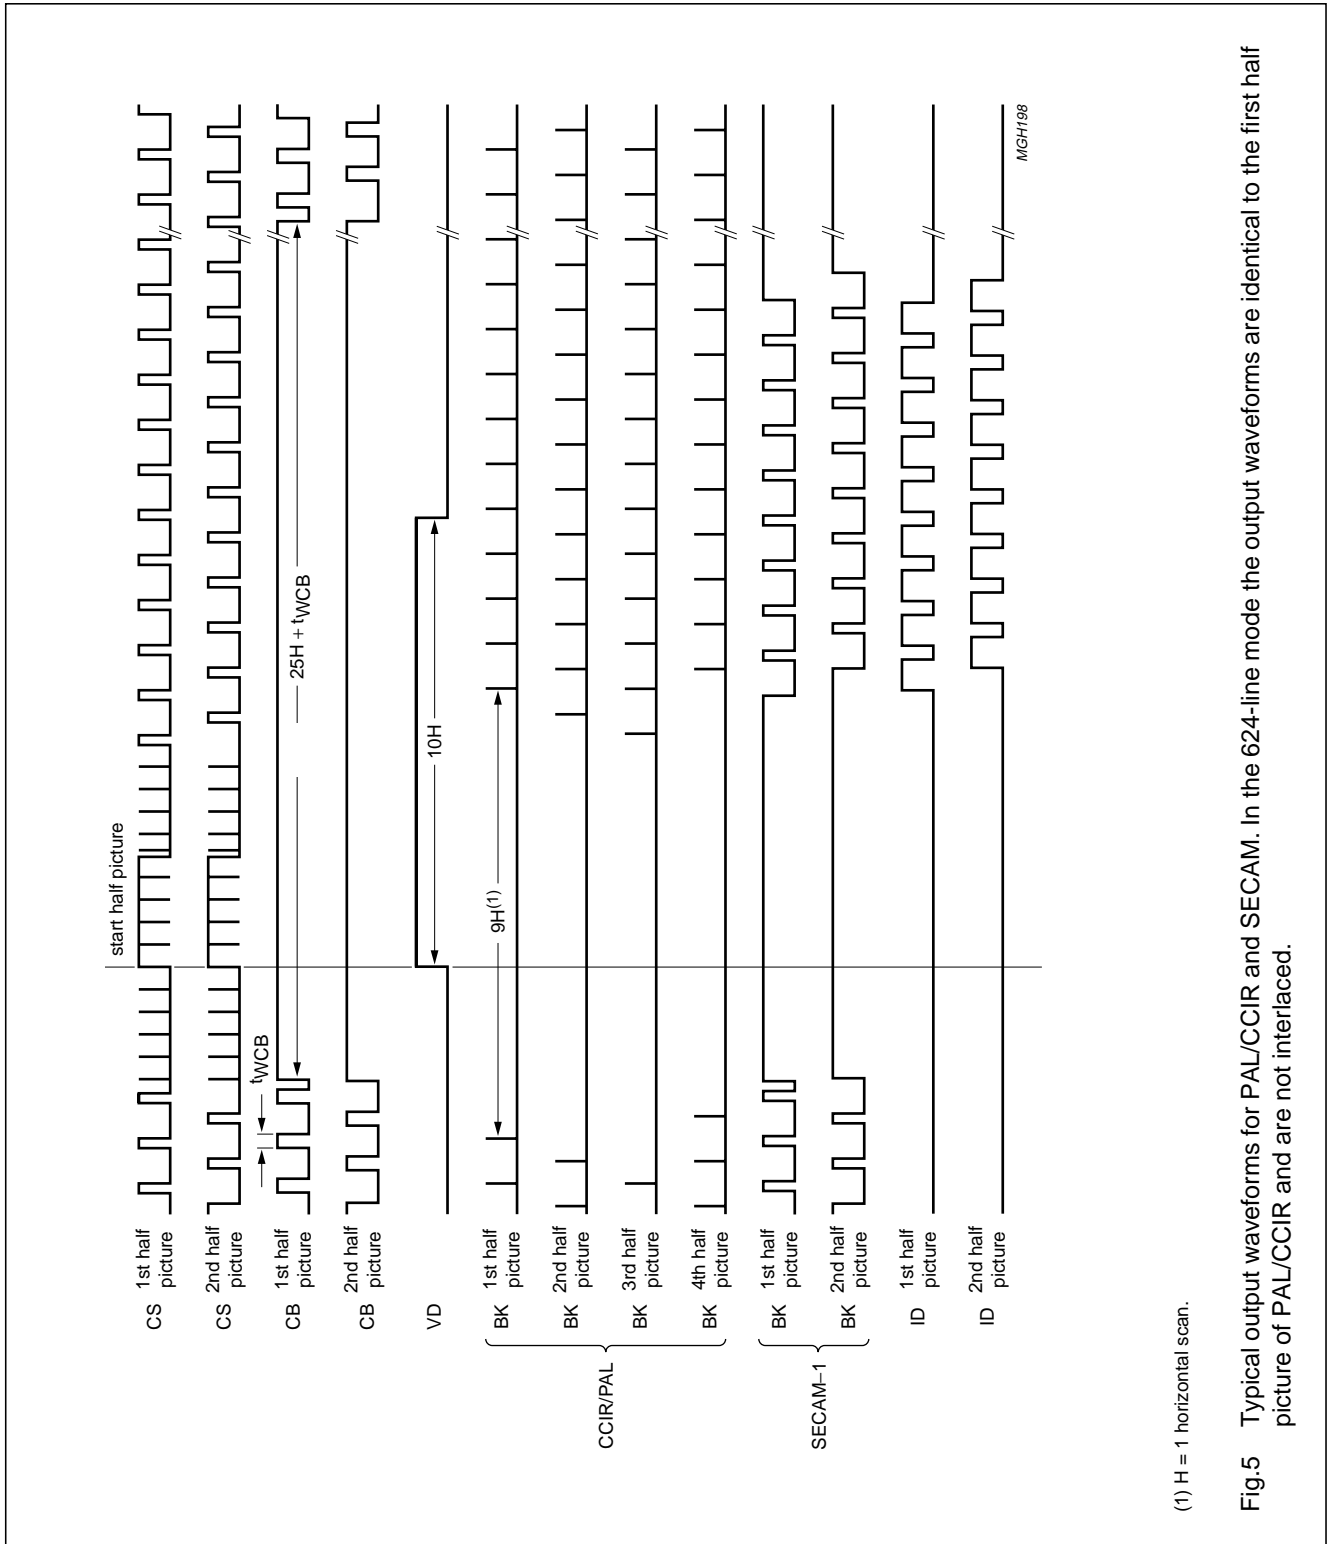 start half picture
CS 1st half picture
CS 2nd half picture
tWCB
CB 1st half picture
25H + tWCB
CB 2nd half picture
VD
10H
CCIR/PAL
BK 1st half picture
9H(1)
BK 2nd half picture
BK 3rd half picture
BK 4th half picture
SECAM–1
BK 1st half picture
BK 2nd half picture
ID 1st half picture
ID 2nd half picture
MGH198
(1) H = 1 horizontal scan.
Fig.5 Typical output waveforms for PAL/CCIR and SECAM. In the 624-line mode the output waveforms are identical to the first half
picture of PAL/CCIR and are not interlaced.